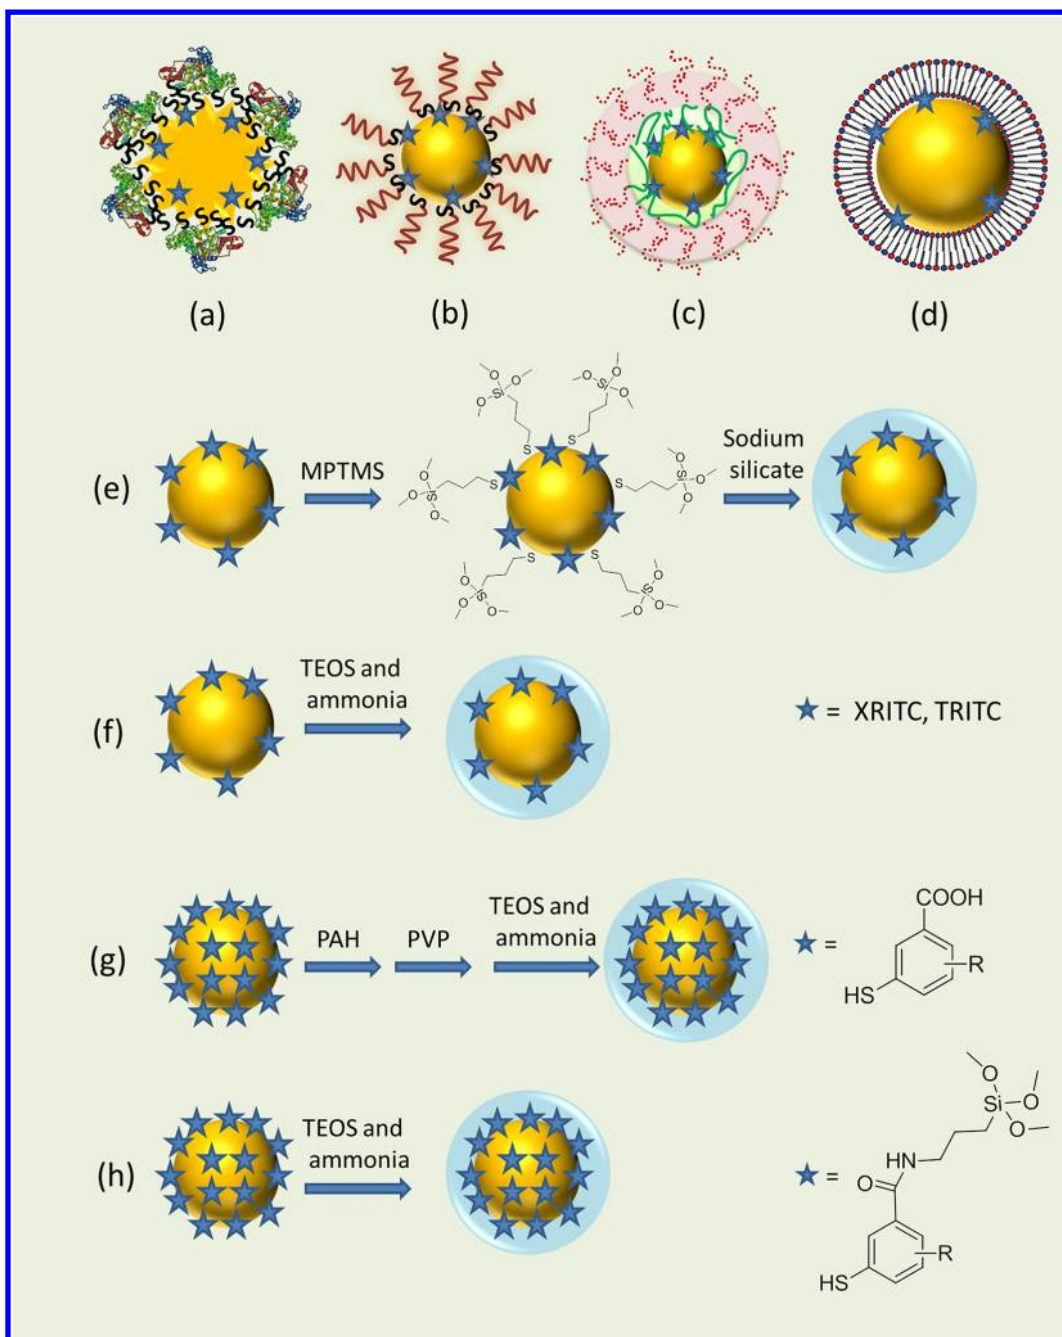 (a)
(b)
(c)
(d)
(e)
MPTMS
Sodium
silicate
(f)
TEOS and
ammonia
= XRITC, TRITC
(g)
PAH
PVP
TEOS and
ammonia
=
COOH
R
HS
(h)
TEOS and
ammonia
=
O
Si
O
O
HN
O
R
HS